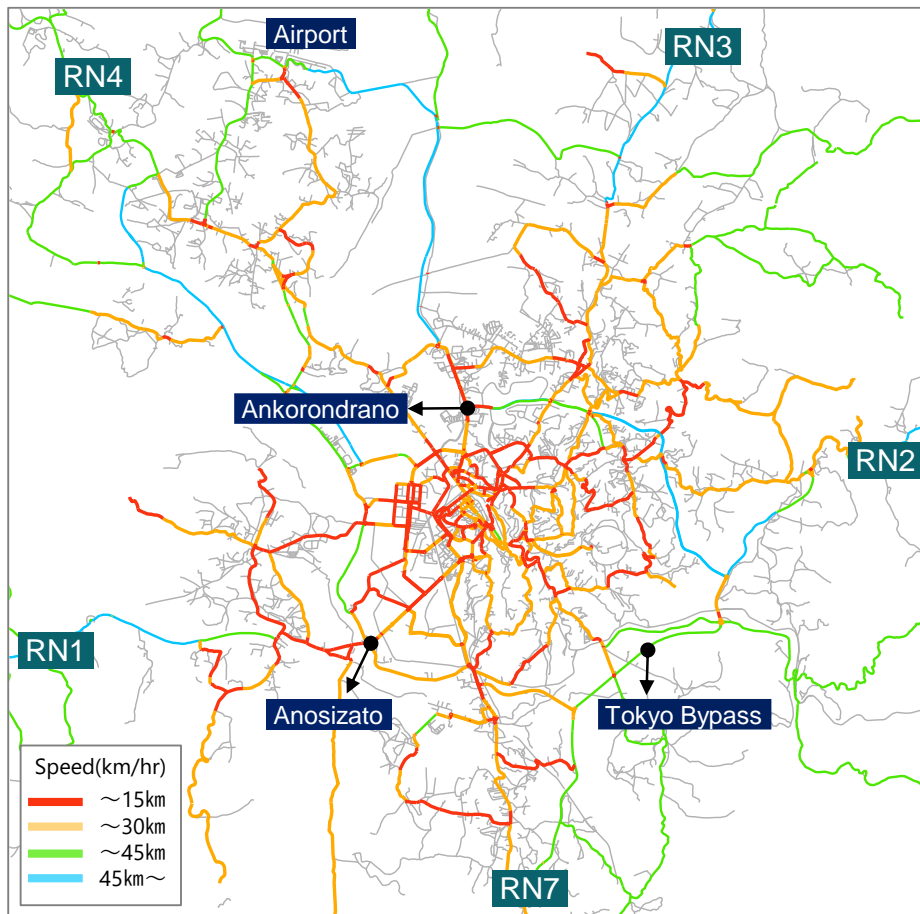 Airport
RN3
RN4
Ankorondrano
RN2
RN1
Anosizato
Tokyo Bypass
RN7
Speed(km/hr)
～15㎞
～30㎞
～45㎞
45㎞～